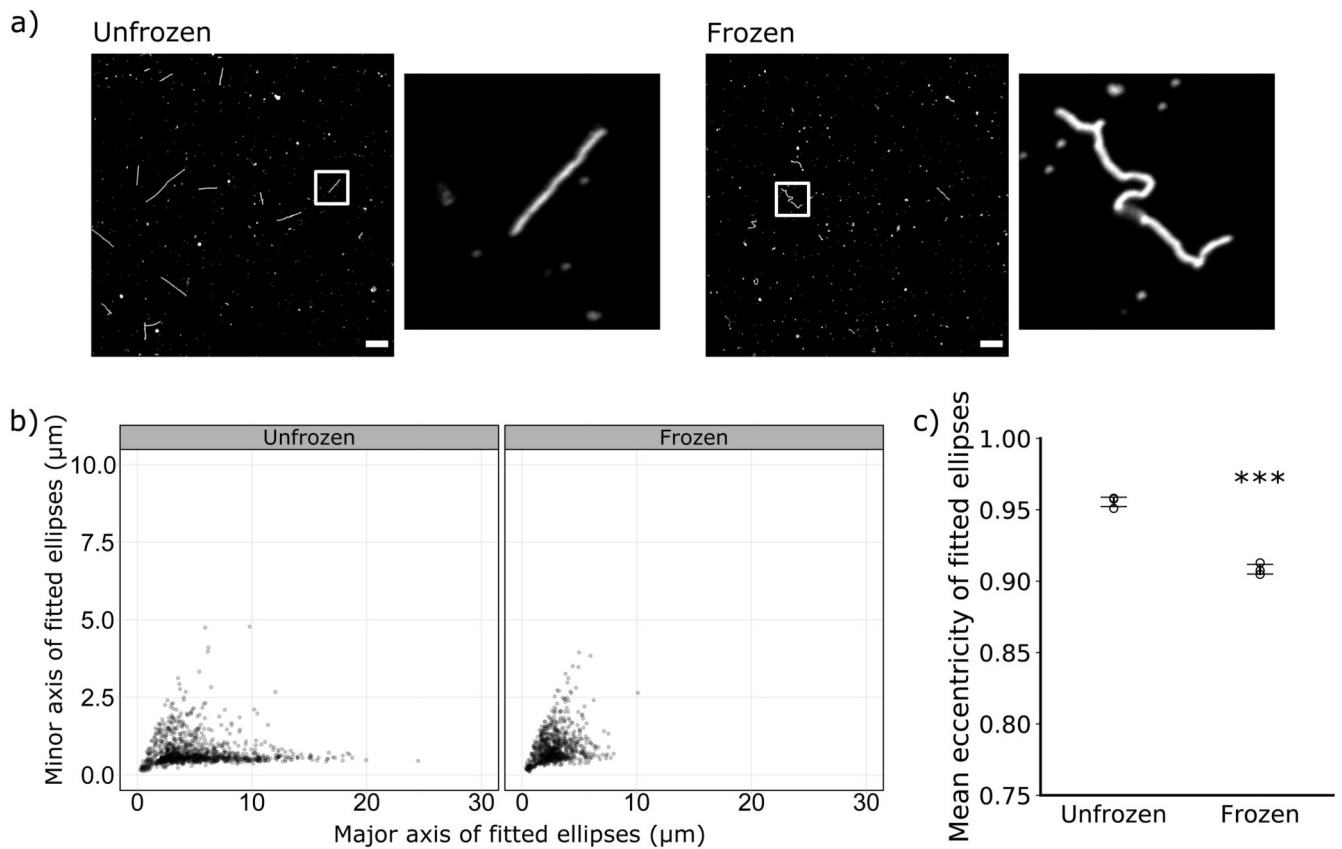 a)
Unfrozen
Frozen
b)
Minor axis of fitted ellipses (μm)
Unfrozen
Frozen
10.0
7.5
5.0
2.5
0.0
0
10
20
30
0
10
20
30
Major axis of fitted ellipses (μm)
c)
Mean eccentricity of fitted ellipses
1.00
0.95
0.90
0.85
0.80
0.75
***
Unfrozen
Frozen